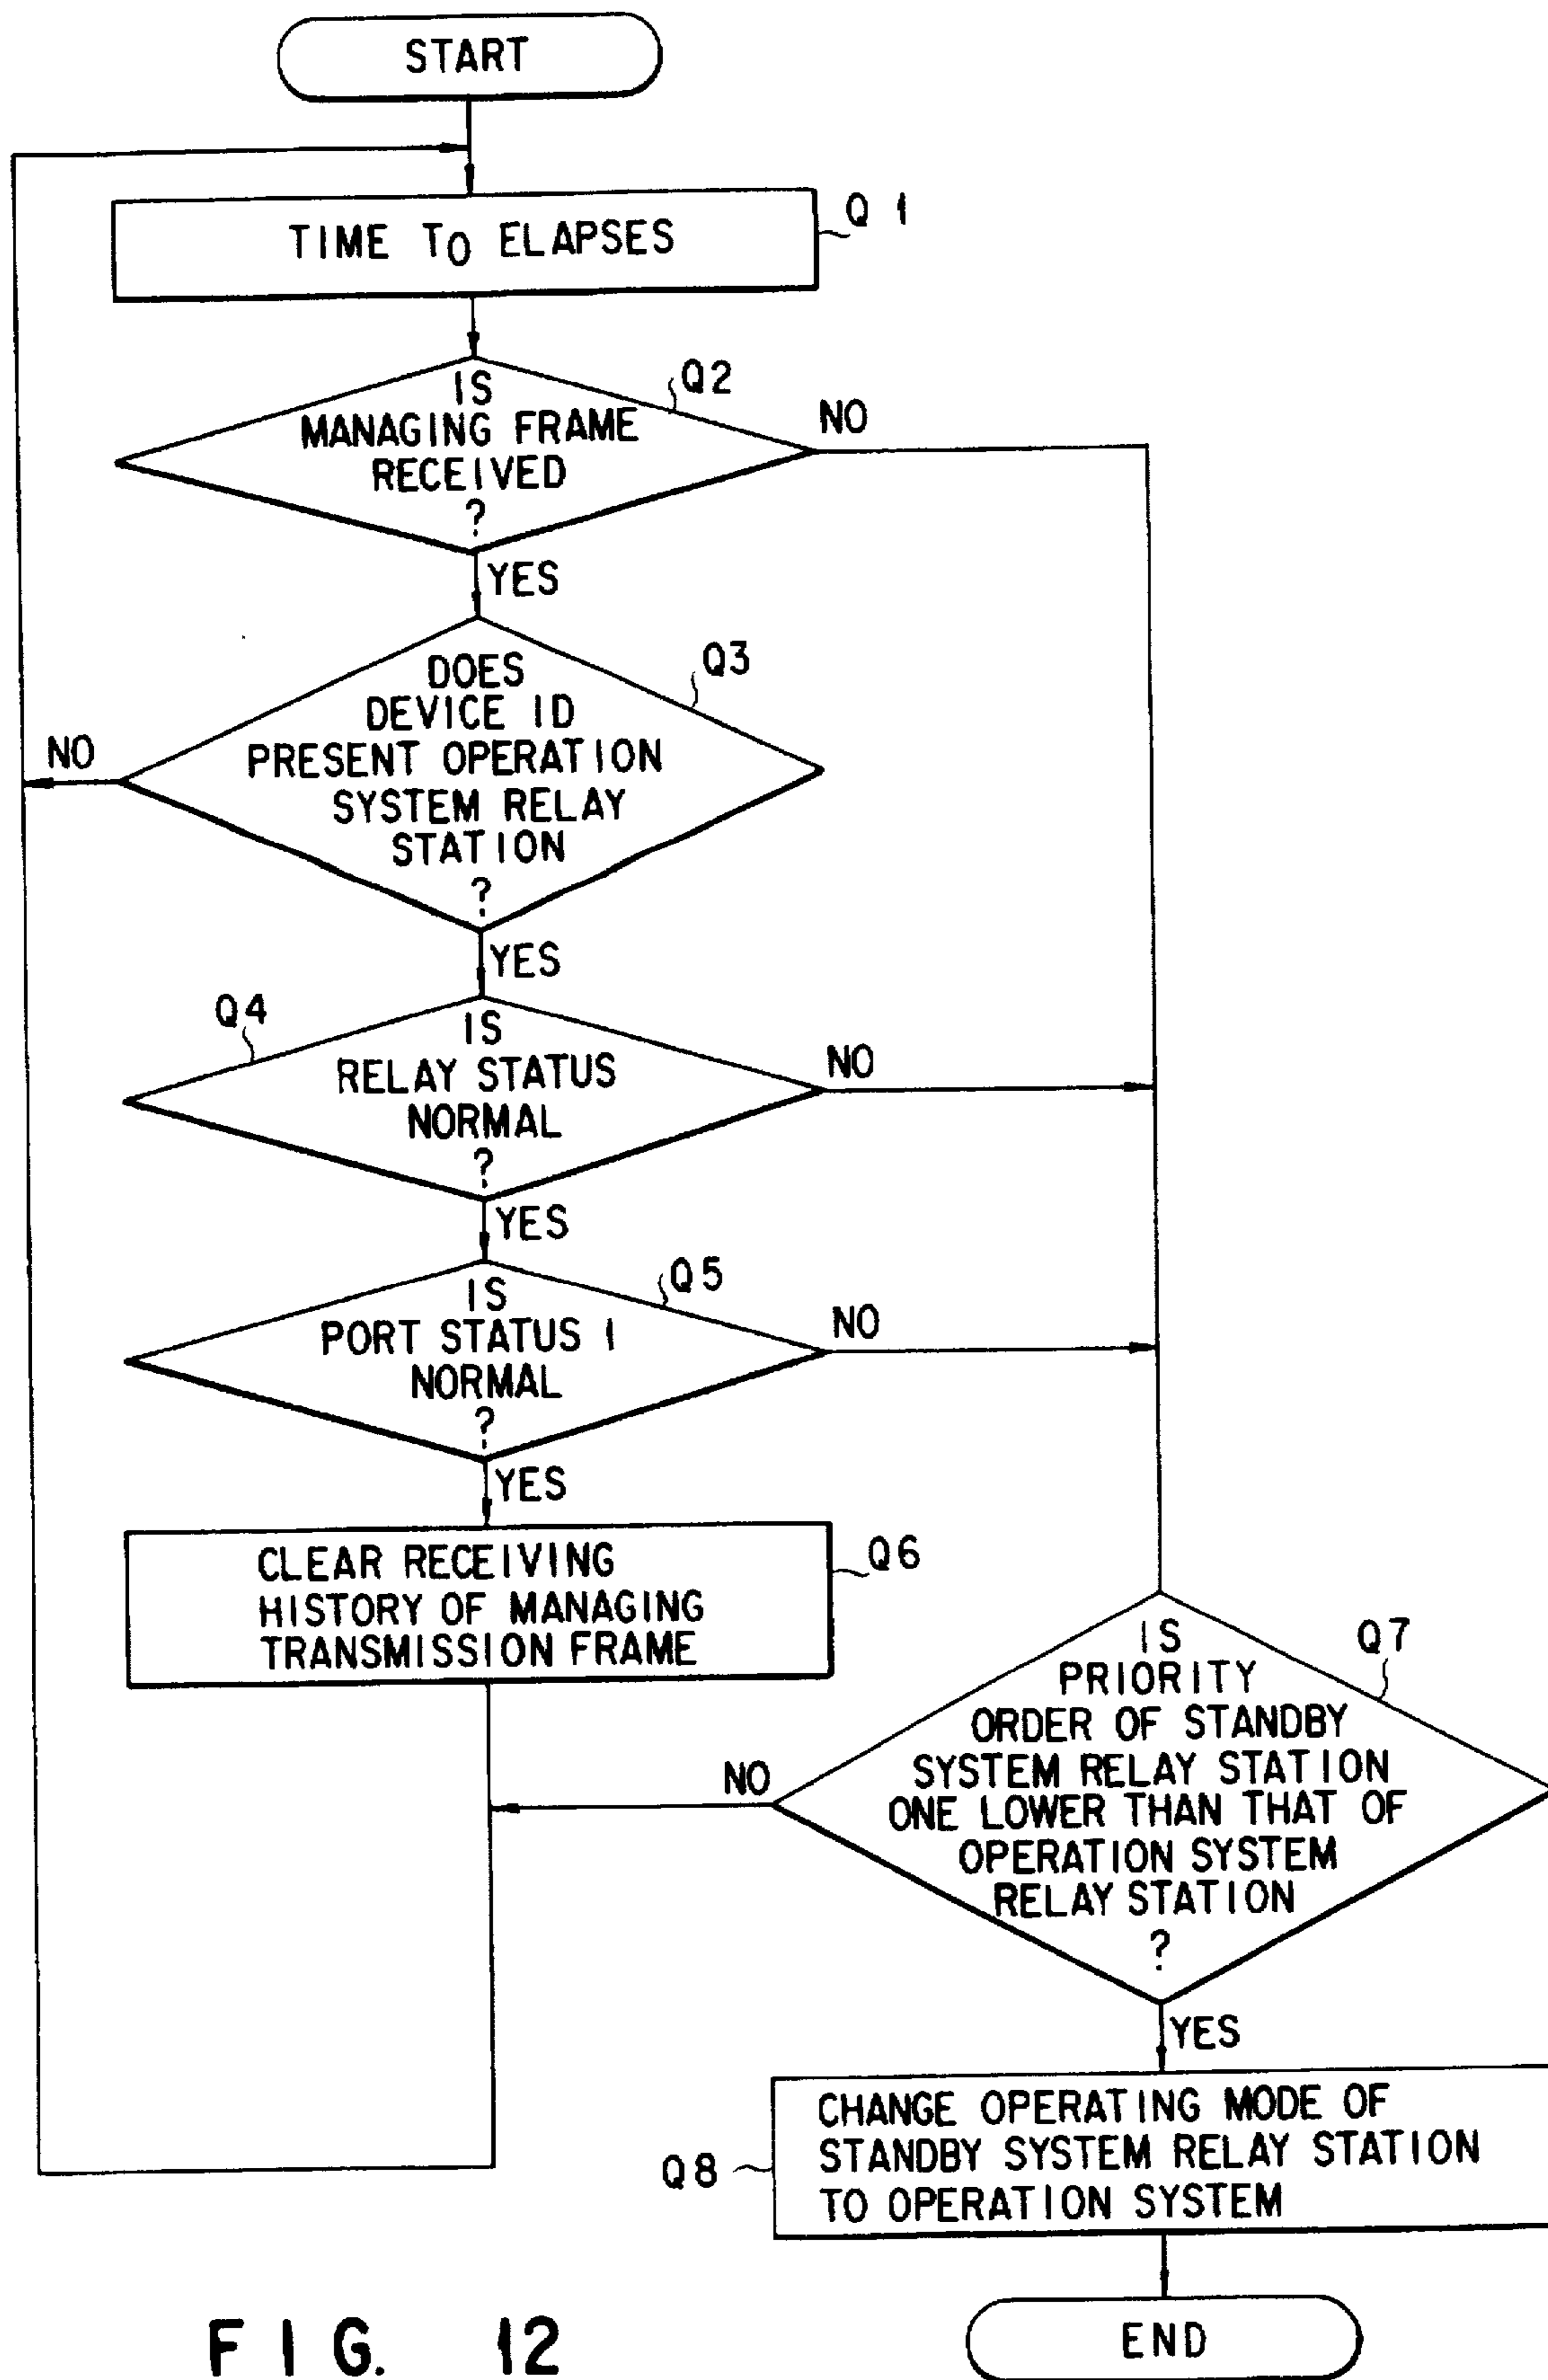 START
TIME T0 ELAPSES
Q1
IS
MANAGING FRAME
RECEIVED
?
Q2
NO
YES
DOES
DEVICE ID
PRESENT OPERATION
SYSTEM RELAY
STATION
?
Q3
NO
YES
Q4
IS
RELAY STATUS
NORMAL
?
NO
YES
IS
PORT STATUS 1
NORMAL
?
Q5
NO
YES
CLEAR RECEIVING
HISTORY OF MANAGING
TRANSMISSION FRAME
Q6
IS
PRIORITY
ORDER OF STANDBY
SYSTEM RELAY STATION
ONE LOWER THAN THAT OF
OPERATION SYSTEM
RELAY STATION
?
Q7
NO
YES
CHANGE OPERATING MODE OF
STANDBY SYSTEM RELAY STATION
TO OPERATION SYSTEM
Q8
END
FIG. 12